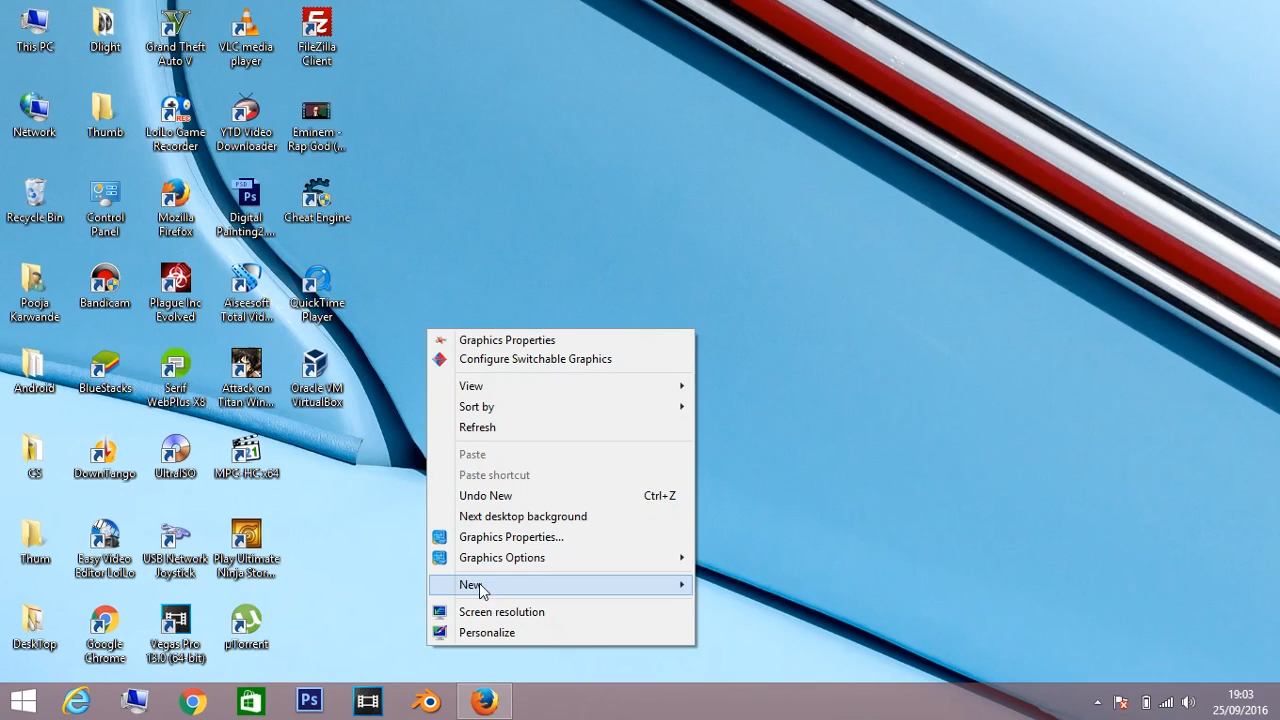 This PC
Dlight
Grand Theft
Auto V
VLC media
player
FileZilla
Client
Network
Thumb
LoiLo Game
Recorder
YTD Video
Downloader
Eminem -
Rap God (...
Recycle Bin
Control
Panel
Mozilla
Firefox
Digital
Painting2....
Cheat Engine
Pooja
Karwande
Bandicam
Plague Inc
Evolved
Aiseesoft
Total Vid...
QuickTime
Player
Android
BlueStacks
Serif
WebPlus X8
Attack on
Titan Win...
Oracle VM
VirtualBox
CS
DownTango
UltraISO
MPC-HC x64
Thum
Easy Video
Editor LoiLo
USB Network
Joystick
Play Ultimate
Ninja Stor...
DeskTop
Google
Chrome
Vegas Pro
13.0 (64-bit)
µTorrent
Graphics Properties
Configure Switchable Graphics
View
Sort by
Refresh
Paste
Paste shortcut
Undo New Ctrl+Z
Next desktop background
Graphics Properties...
Graphics Options
New
Screen resolution
Personalize
19:03
25/09/2016